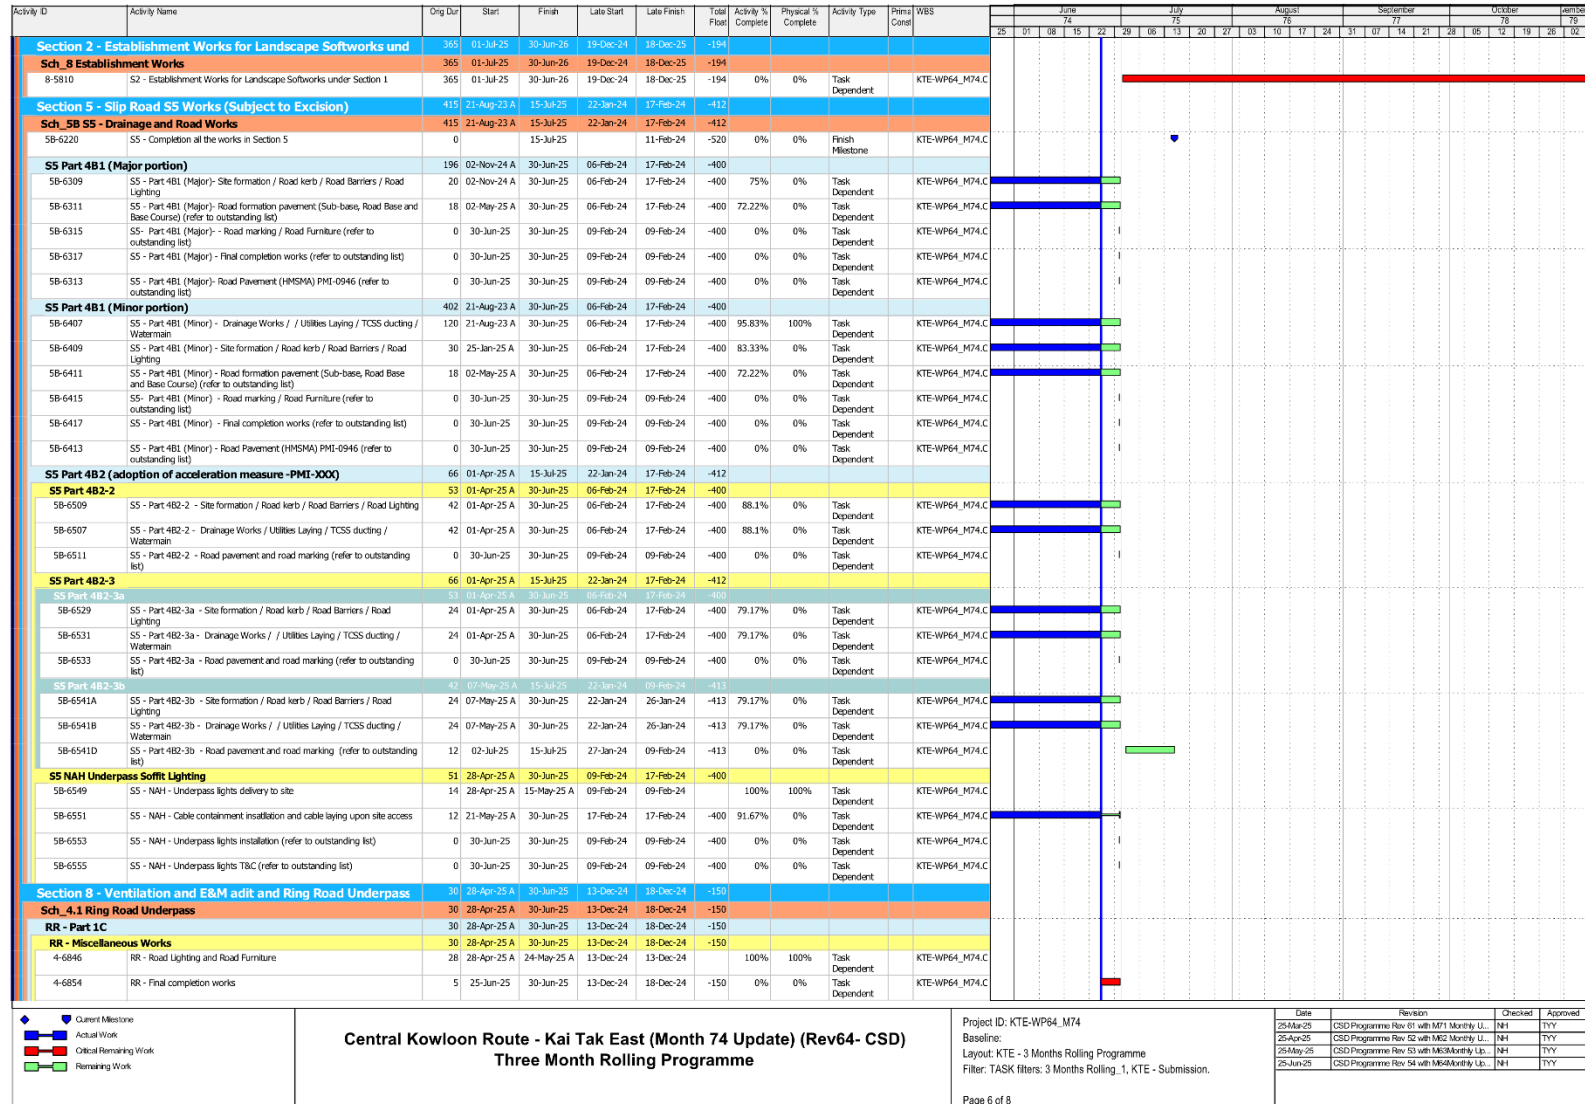 Activity ID Activity Name Orig Dur Start Finish Late Start Late Finish Total Float Activity % Complete Physical % Complete Activity Type Prima Const WBS
June July August September October
74 75 76 77 78 79
25 01 08 15 22 29 06 13 20 27 03 10 17 24 31 07 14 21 28 05 12 19 26 02
Section 2 - Establishment Works for Landscape Softworks und 365 01-Jul-25 30-Jun-26 19-Dec-24 18-Dec-25 -194
Sch_8 Establishment Works 365 01-Jul-25 30-Jun-26 19-Dec-24 18-Dec-25 -194
8-5810 S2 - Establishment Works for Landscape Softworks under Section 1 365 01-Jul-25 30-Jun-26 19-Dec-24 18-Dec-25 -194 0% 0% Task Dependent KTE-WP64_M74.C
Section 5 - Slip Road S5 Works (Subject to Excision) 415 21-Aug-23 A 15-Jul-25 22-Jan-24 17-Feb-24 -412
Sch_5B S5 - Drainage and Road Works 415 21-Aug-23 A 15-Jul-25 22-Jan-24 17-Feb-24 -412
5B-6220 S5 - Completion all the works in Section 5 0 15-Jul-25 11-Feb-24 -520 0% 0% Finish Milestone KTE-WP64_M74.C
S5 Part 4B1 (Major portion) 196 02-Nov-24 A 30-Jun-25 06-Feb-24 17-Feb-24 -400
5B-6309 S5 - Part 4B1 (Major)- Site formation / Road kerb / Road Barriers / Road Lighting 20 02-Nov-24 A 30-Jun-25 06-Feb-24 17-Feb-24 -400 75% 0% Task Dependent KTE-WP64_M74.C
5B-6311 S5 - Part 4B1 (Major)- Road formation pavement (Sub-base, Road Base and Base Course) (refer to outstanding list) 18 02-May-25 A 30-Jun-25 06-Feb-24 17-Feb-24 -400 72.22% 0% Task Dependent KTE-WP64_M74.C
5B-6315 S5- Part 4B1 (Major)- - Road marking / Road Furniture (refer to outstanding list) 0 30-Jun-25 30-Jun-25 09-Feb-24 09-Feb-24 -400 0% 0% Task Dependent KTE-WP64_M74.C
5B-6317 S5 - Part 4B1 (Major) - Final completion works (refer to outstanding list) 0 30-Jun-25 30-Jun-25 09-Feb-24 09-Feb-24 -400 0% 0% Task Dependent KTE-WP64_M74.C
5B-6313 S5 - Part 4B1 (Major)- Road Pavement (HMSMA) PMI-0946 (refer to outstanding list) 0 30-Jun-25 30-Jun-25 09-Feb-24 09-Feb-24 -400 0% 0% Task Dependent KTE-WP64_M74.C
S5 Part 4B1 (Minor portion) 402 21-Aug-23 A 30-Jun-25 06-Feb-24 17-Feb-24 -400
5B-6407 S5 - Part 4B1 (Minor) - Drainage Works / / Utilities Laying / TCSS ducting / Watermain 120 21-Aug-23 A 30-Jun-25 06-Feb-24 17-Feb-24 -400 95.83% 100% Task Dependent KTE-WP64_M74.C
5B-6409 S5 - Part 4B1 (Minor) - Site formation / Road kerb / Road Barriers / Road Lighting 30 25-Jan-25 A 30-Jun-25 06-Feb-24 17-Feb-24 -400 83.33% 0% Task Dependent KTE-WP64_M74.C
5B-6411 S5 - Part 4B1 (Minor) - Road formation pavement (Sub-base, Road Base and Base Course) (refer to outstanding list) 18 02-May-25 A 30-Jun-25 06-Feb-24 17-Feb-24 -400 72.22% 0% Task Dependent KTE-WP64_M74.C
5B-6415 S5- Part 4B1 (Minor) - Road marking / Road Furniture (refer to outstanding list) 0 30-Jun-25 30-Jun-25 09-Feb-24 09-Feb-24 -400 0% 0% Task Dependent KTE-WP64_M74.C
5B-6417 S5 - Part 4B1 (Minor) - Final completion works (refer to outstanding list) 0 30-Jun-25 30-Jun-25 09-Feb-24 09-Feb-24 -400 0% 0% Task Dependent KTE-WP64_M74.C
5B-6413 S5 - Part 4B1 (Minor) - Road Pavement (HMSMA) PMI-0946 (refer to outstanding list) 0 30-Jun-25 30-Jun-25 09-Feb-24 09-Feb-24 -400 0% 0% Task Dependent KTE-WP64_M74.C
S5 Part 4B2 (adoption of acceleration measure -PMI-XXX) 66 01-Apr-25 A 15-Jul-25 22-Jan-24 17-Feb-24 -412
S5 Part 4B2-2 53 01-Apr-25 A 30-Jun-25 06-Feb-24 17-Feb-24 -400
5B-6509 S5 - Part 4B2-2 - Site formation / Road kerb / Road Barriers / Road Lighting 42 01-Apr-25 A 30-Jun-25 06-Feb-24 17-Feb-24 -400 88.1% 0% Task Dependent KTE-WP64_M74.C
5B-6507 S5 - Part 4B2-2 - Drainage Works / Utilities Laying / TCSS ducting / Watermain 42 01-Apr-25 A 30-Jun-25 06-Feb-24 17-Feb-24 -400 88.1% 0% Task Dependent KTE-WP64_M74.C
5B-6511 S5 - Part 4B2-2 - Road pavement and road marking (refer to outstanding list) 0 30-Jun-25 30-Jun-25 09-Feb-24 09-Feb-24 -400 0% 0% Task Dependent KTE-WP64_M74.C
S5 Part 4B2-3 66 01-Apr-25 A 15-Jul-25 22-Jan-24 17-Feb-24 -412
S5 Part 4B2-3a 53 01-Apr-25 A 30-Jun-25 06-Feb-24 17-Feb-24 -400
5B-6529 S5 - Part 4B2-3a - Site formation / Road kerb / Road Barriers / Road Lighting 24 01-Apr-25 A 30-Jun-25 06-Feb-24 17-Feb-24 -400 79.17% 0% Task Dependent KTE-WP64_M74.C
5B-6531 S5 - Part 4B2-3a - Drainage Works / / Utilities Laying / TCSS ducting / Watermain 24 01-Apr-25 A 30-Jun-25 06-Feb-24 17-Feb-24 -400 79.17% 0% Task Dependent KTE-WP64_M74.C
5B-6533 S5 - Part 4B2-3a - Road pavement and road marking (refer to outstanding list) 0 30-Jun-25 30-Jun-25 09-Feb-24 09-Feb-24 -400 0% 0% Task Dependent KTE-WP64_M74.C
S5 Part 4B2-3b 42 07-May-25 A 15-Jul-25 22-Jan-24 09-Feb-24 -413
5B-6541A S5 - Part 4B2-3b - Site formation / Road kerb / Road Barriers / Road Lighting 24 07-May-25 A 30-Jun-25 22-Jan-24 26-Jan-24 -413 79.17% 0% Task Dependent KTE-WP64_M74.C
5B-6541B S5 - Part 4B2-3b - Drainage Works / / Utilities Laying / TCSS ducting / Watermain 24 07-May-25 A 30-Jun-25 22-Jan-24 26-Jan-24 -413 79.17% 0% Task Dependent KTE-WP64_M74.C
5B-6541D S5 - Part 4B2-3b - Road pavement and road marking (refer to outstanding list) 12 02-Jul-25 15-Jul-25 27-Jan-24 09-Feb-24 -413 0% 0% Task Dependent KTE-WP64_M74.C
S5 NAH Underpass Soffit Lighting 51 28-Apr-25 A 30-Jun-25 09-Feb-24 17-Feb-24 -400
5B-6549 S5 - NAH - Underpass lights delivery to site 14 28-Apr-25 A 15-May-25 A 09-Feb-24 09-Feb-24 100% 100% Task Dependent KTE-WP64_M74.C
5B-6551 S5 - NAH - Cable containment insatllation and cable laying upon site access 12 21-May-25 A 30-Jun-25 17-Feb-24 17-Feb-24 -400 91.67% 0% Task Dependent KTE-WP64_M74.C
5B-6553 S5 - NAH - Underpass lights installation (refer to outstanding list) 0 30-Jun-25 30-Jun-25 09-Feb-24 09-Feb-24 -400 0% 0% Task Dependent KTE-WP64_M74.C
5B-6555 S5 - NAH - Underpass lights T&C (refer to outstanding list) 0 30-Jun-25 30-Jun-25 09-Feb-24 09-Feb-24 -400 0% 0% Task Dependent KTE-WP64_M74.C
Section 8 - Ventilation and E&M adit and Ring Road Underpass 30 28-Apr-25 A 30-Jun-25 13-Dec-24 18-Dec-24 -150
Sch_4.1 Ring Road Underpass 30 28-Apr-25 A 30-Jun-25 13-Dec-24 18-Dec-24 -150
RR - Part 1C 30 28-Apr-25 A 30-Jun-25 13-Dec-24 18-Dec-24 -150
RR - Miscellaneous Works 30 28-Apr-25 A 30-Jun-25 13-Dec-24 18-Dec-24 -150
4-6846 RR - Road Lighting and Road Furniture 28 28-Apr-25 A 24-May-25 A 13-Dec-24 13-Dec-24 100% 100% Task Dependent KTE-WP64_M74.C
4-6854 RR - Final completion works 5 25-Jun-25 30-Jun-25 13-Dec-24 18-Dec-24 -150 0% 0% Task Dependent KTE-WP64_M74.C
Current Milestone
Actual Work
Critical Remaining Work
Remaining Work
Central Kowloon Route - Kai Tak East (Month 74 Update) (Rev64- CSD)
Three Month Rolling Programme
Project ID: KTE-WP64_M74
Baseline:
Layout: KTE - 3 Months Rolling Programme
Filter: TASK filters: 3 Months Rolling_1, KTE - Submission.
Page 6 of 8
Date Revision Checked Approved
25-Mar-25 CSD Programme Rev 61 with M71 Monthly U... NH TYY
25-Apr-25 CSD Programme Rev 52 with M62 Monthly U... NH TYY
25-May-25 CSD Programme Rev 53 with M63Monthly Up... NH TYY
25-Jun-25 CSD Programme Rev 54 with M64Monthly Up... NH TYY